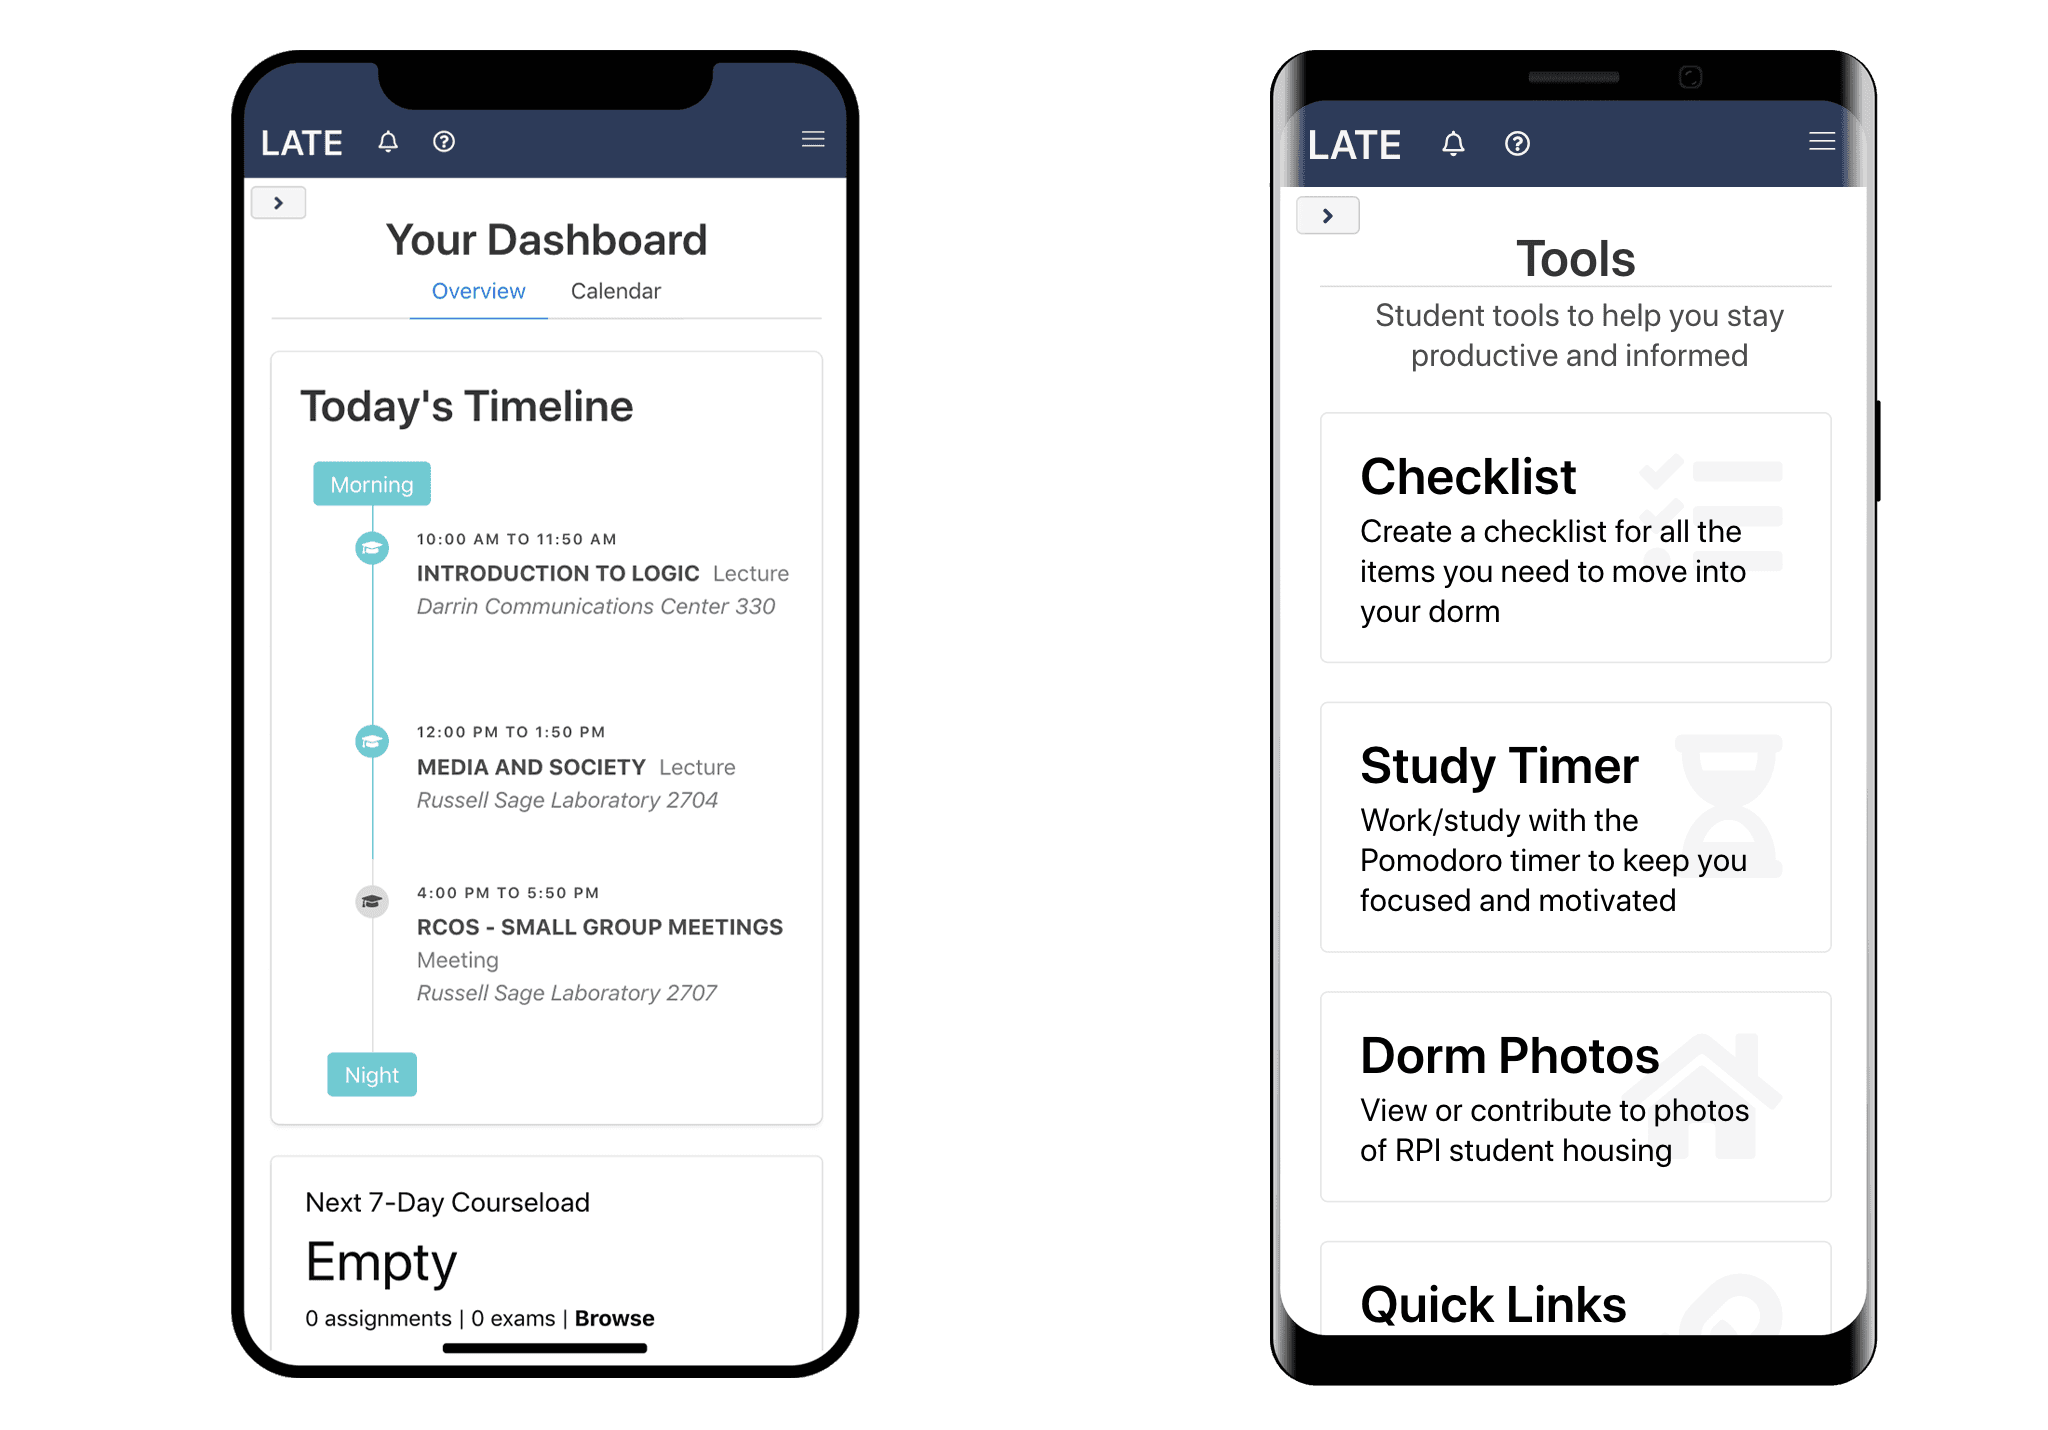 LATE
Your Dashboard
Overview Calendar
Today's Timeline
Morning
10:00 AM TO 11:50 AM
INTRODUCTION TO LOGIC Lecture
Darrin Communications Center 330
12:00 PM TO 1:50 PM
MEDIA AND SOCIETY Lecture
Russell Sage Laboratory 2704
4:00 PM TO 5:50 PM
RCOS - SMALL GROUP MEETINGS
Meeting
Russell Sage Laboratory 2707
Night
Next 7-Day Courseload
Empty
0 assignments | 0 exams | Browse
LATE
Tools
Student tools to help you stay
productive and informed
Checklist
Create a checklist for all the
items you need to move into
your dorm
Study Timer
Work/study with the
Pomodoro timer to keep you
focused and motivated
Dorm Photos
View or contribute to photos
of RPI student housing
Quick Links